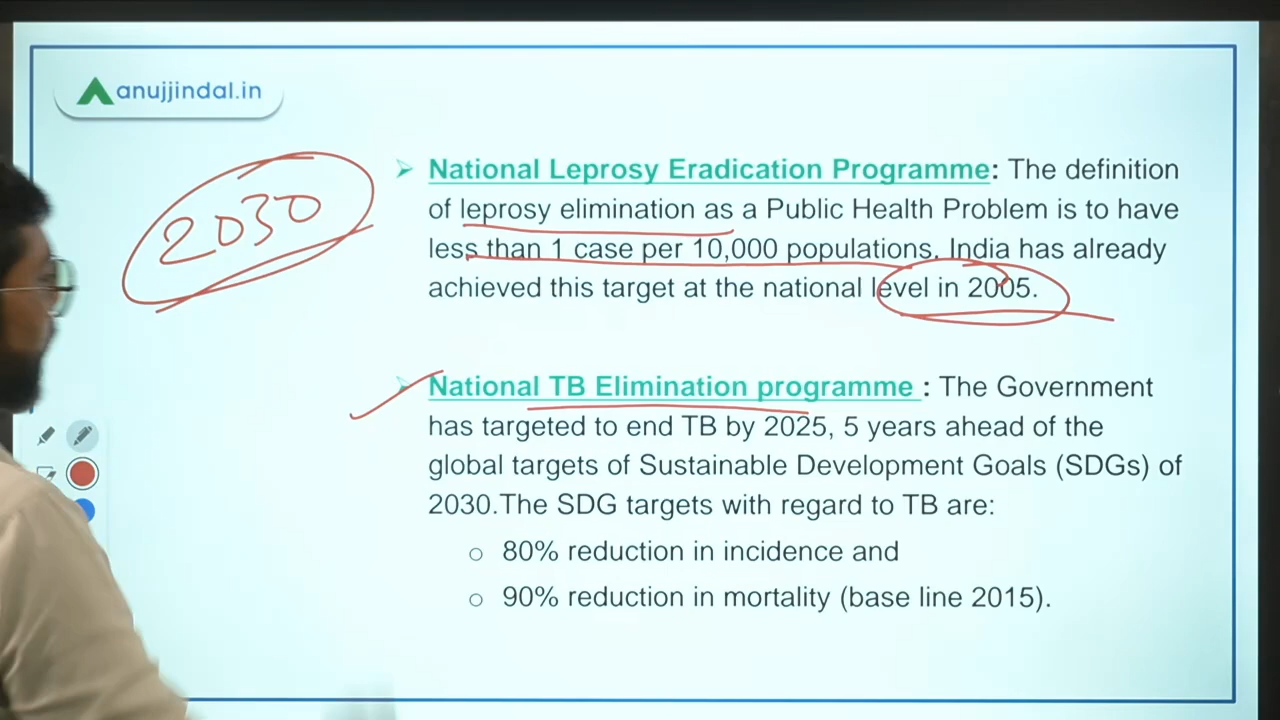 anujjindal.in
2030
➢ National Leprosy Eradication Programme: The definition
of leprosy elimination as a Public Health Problem is to have
less than 1 case per 10,000 populations. India has already
achieved this target at the national level in 2005.
➢ National TB Elimination programme : The Government
has targeted to end TB by 2025, 5 years ahead of the
global targets of Sustainable Development Goals (SDGs) of
2030.The SDG targets with regard to TB are:
o 80% reduction in incidence and
o 90% reduction in mortality (base line 2015).